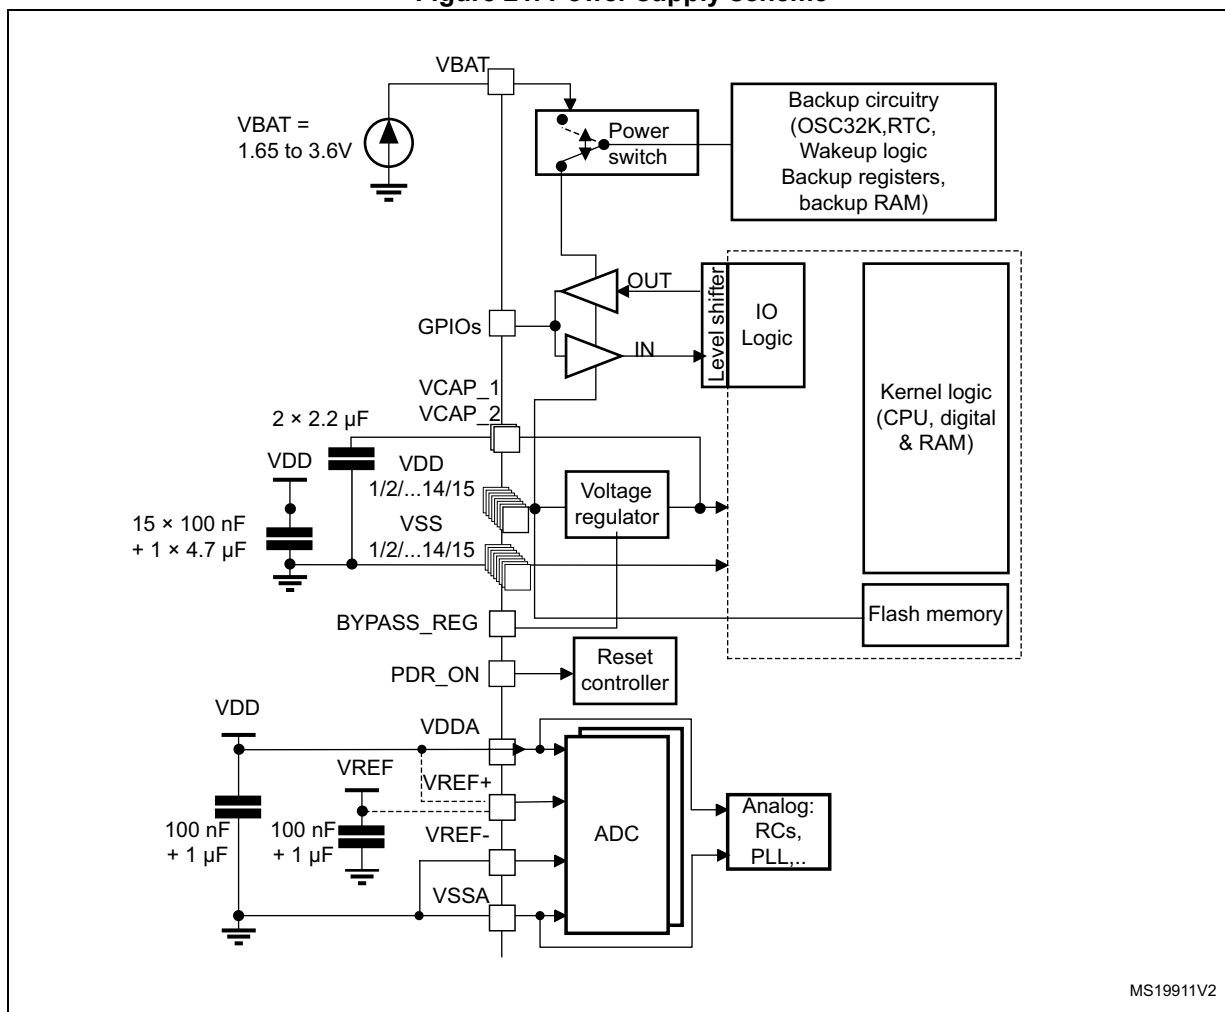 VBAT
VBAT =
1.65 to 3.6V
Power
switch
Backup circuitry
(OSC32K,RTC,
Wakeup logic
Backup registers,
backup RAM)
GPIOs
OUT
IN
Level shifter
IO
Logic
Kernel logic
(CPU, digital
& RAM)
VCAP_1
VCAP_2
2 × 2.2 µF
VDD
VDD
1/2/...14/15
Voltage
regulator
15 × 100 nF
+ 1 × 4.7 µF
VSS
1/2/...14/15
Flash memory
BYPASS_REG
PDR_ON
Reset
controller
VDD
VDDA
VREF
VREF+
100 nF
+ 1 µF
100 nF
+ 1 µF
VREF-
ADC
Analog:
RCs,
PLL,..
VSSA
MS19911V2